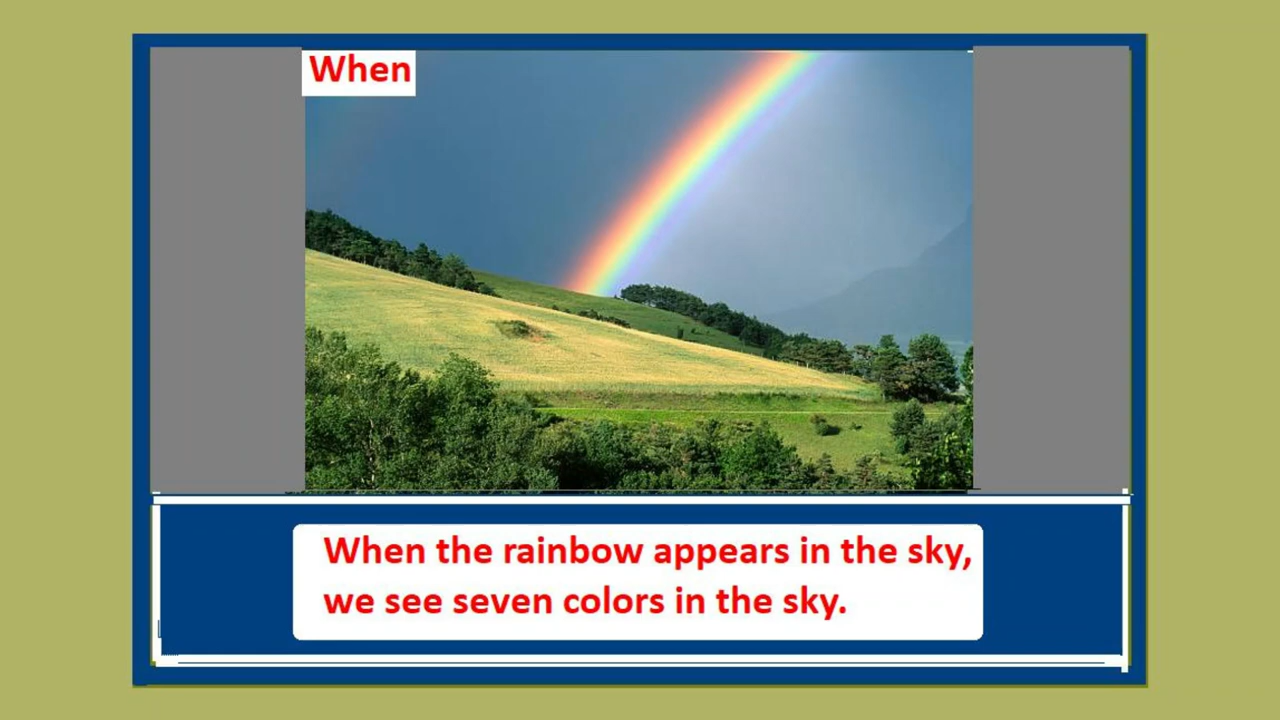 When
When the rainbow appears in the sky,
we see seven colors in the sky.